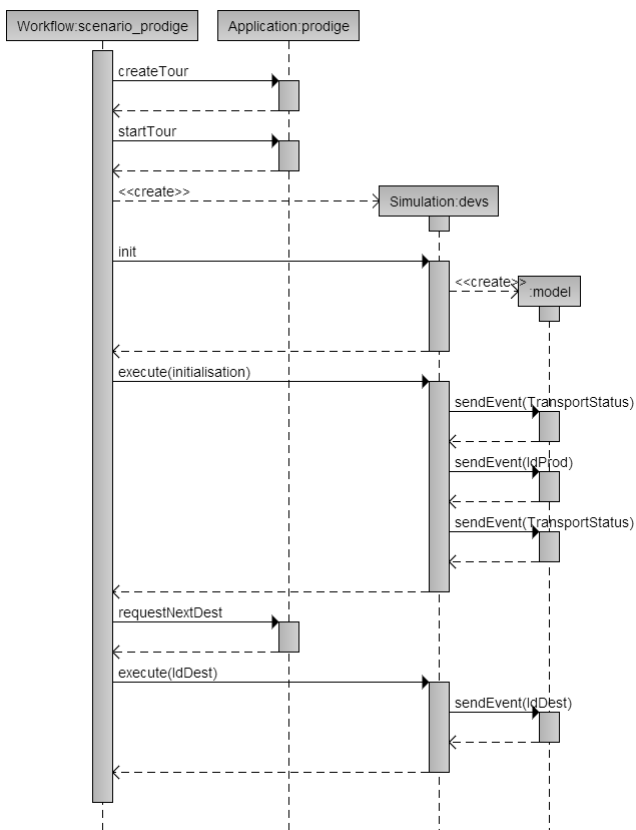 Workflow:scenario_prodige
Application:prodige
createTour
startTour
<<create>>
Simulation:devs
init
<<create>>
:model
execute(initialisation)
sendEvent(TransportStatus)
sendEvent(IdProd)
sendEvent(TransportStatus)
requestNextDest
execute(IdDest)
sendEvent(IdDest)